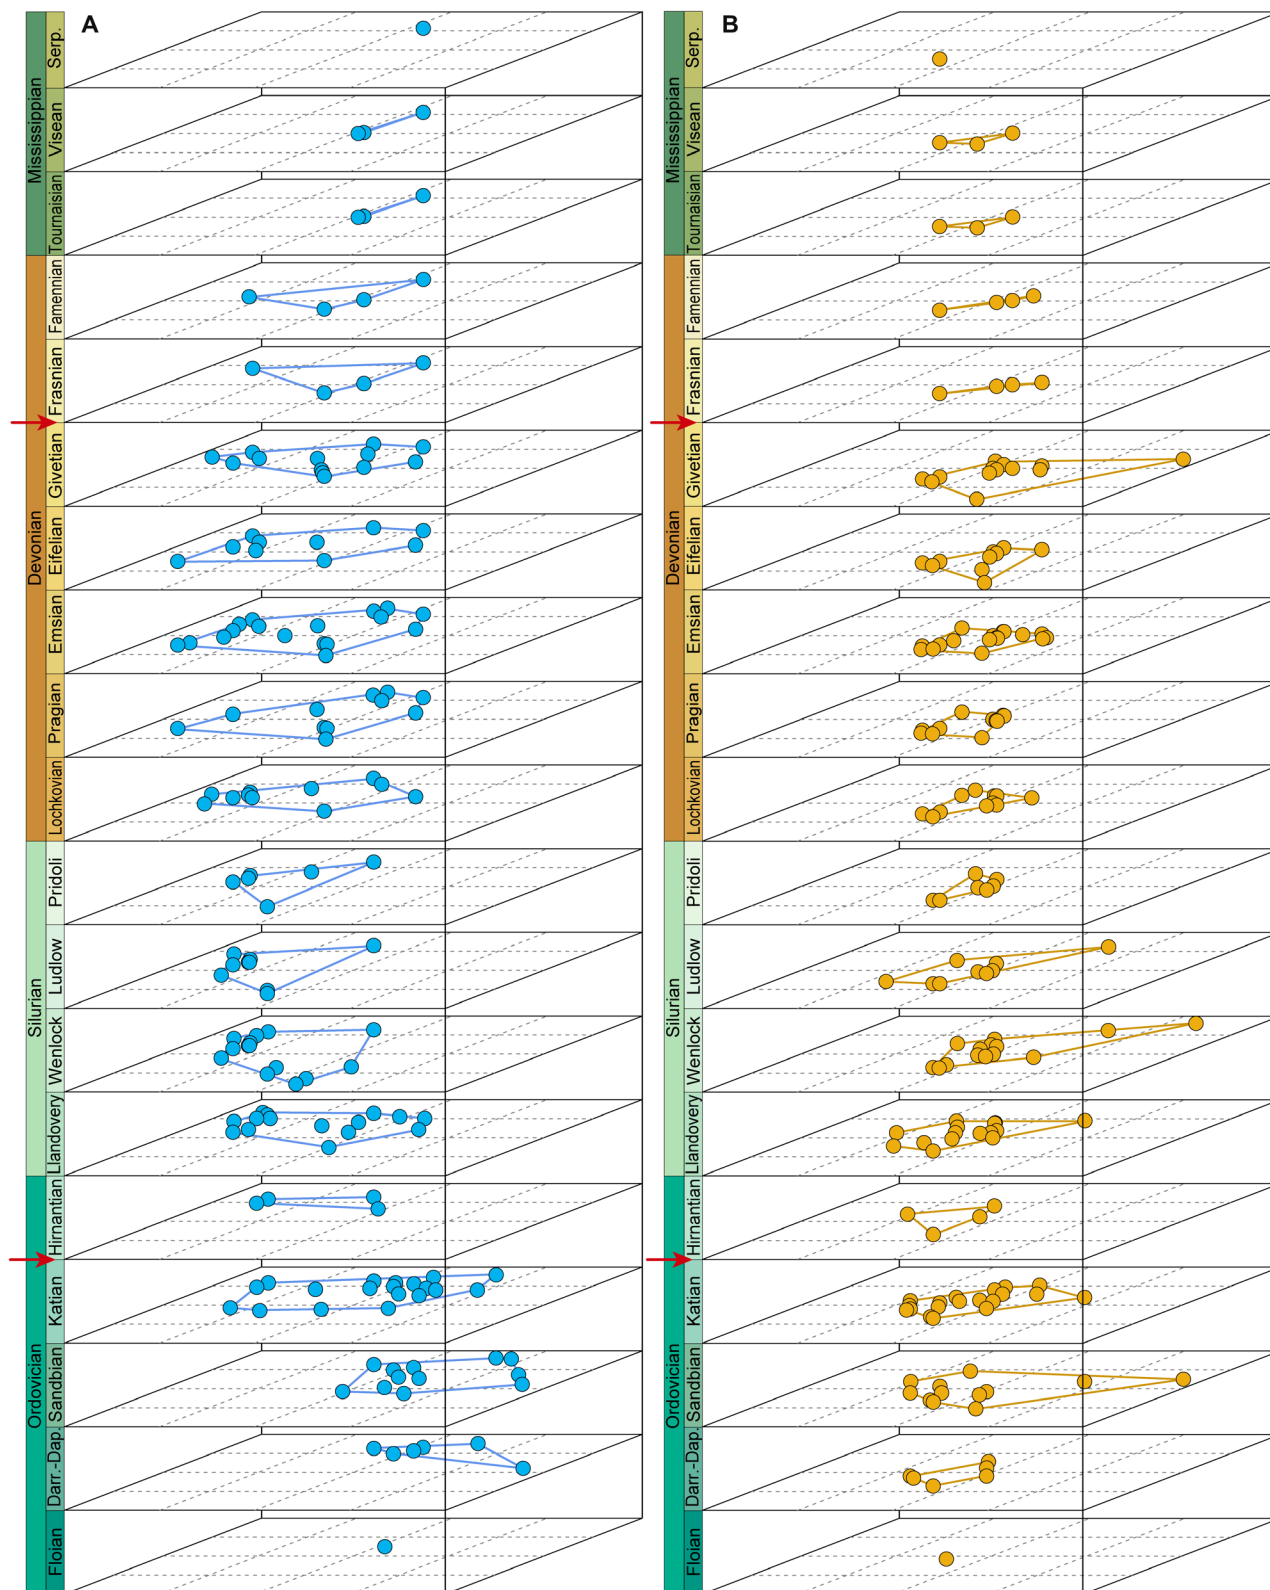 A
Mississippian
Serp.
Visean
Tournaisian
Devonian
Famennian
Frasnian
Givetian
Eifelian
Emsian
Pragian
Lochkovian
Silurian
Pridoli
Ludlow
Wenlock
Llandovery
Ordovician
Hirnantian
Katian
Sandbian
Darr.-Dap.
Floian
B
Mississippian
Serp.
Visean
Tournaisian
Devonian
Famennian
Frasnian
Givetian
Eifelian
Emsian
Pragian
Lochkovian
Silurian
Pridoli
Ludlow
Wenlock
Llandovery
Ordovician
Hirnantian
Katian
Sandbian
Darr.-Dap.
Floian